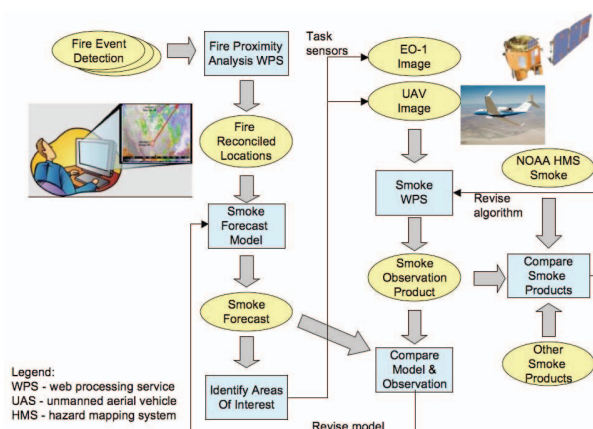 Fire Event
Detection
Fire Proximity
Analysis WPS
Task
sensors
EO-1
Image
UAV
Image
Fire
Reconciled
Locations
NOAA HMS
Smoke
Smoke
WPS
Revise
algorithm
Smoke
Forecast
Model
Smoke
Observation
Product
Compare
Smoke
Products
Smoke
Forecast
Compare
Model &
Observation
Other
Smoke
Products
Identify Areas
Of Interest
Legend:
WPS - web processing service
UAS - unmanned aerial vehicle
HMS - hazard mapping system
Revise model